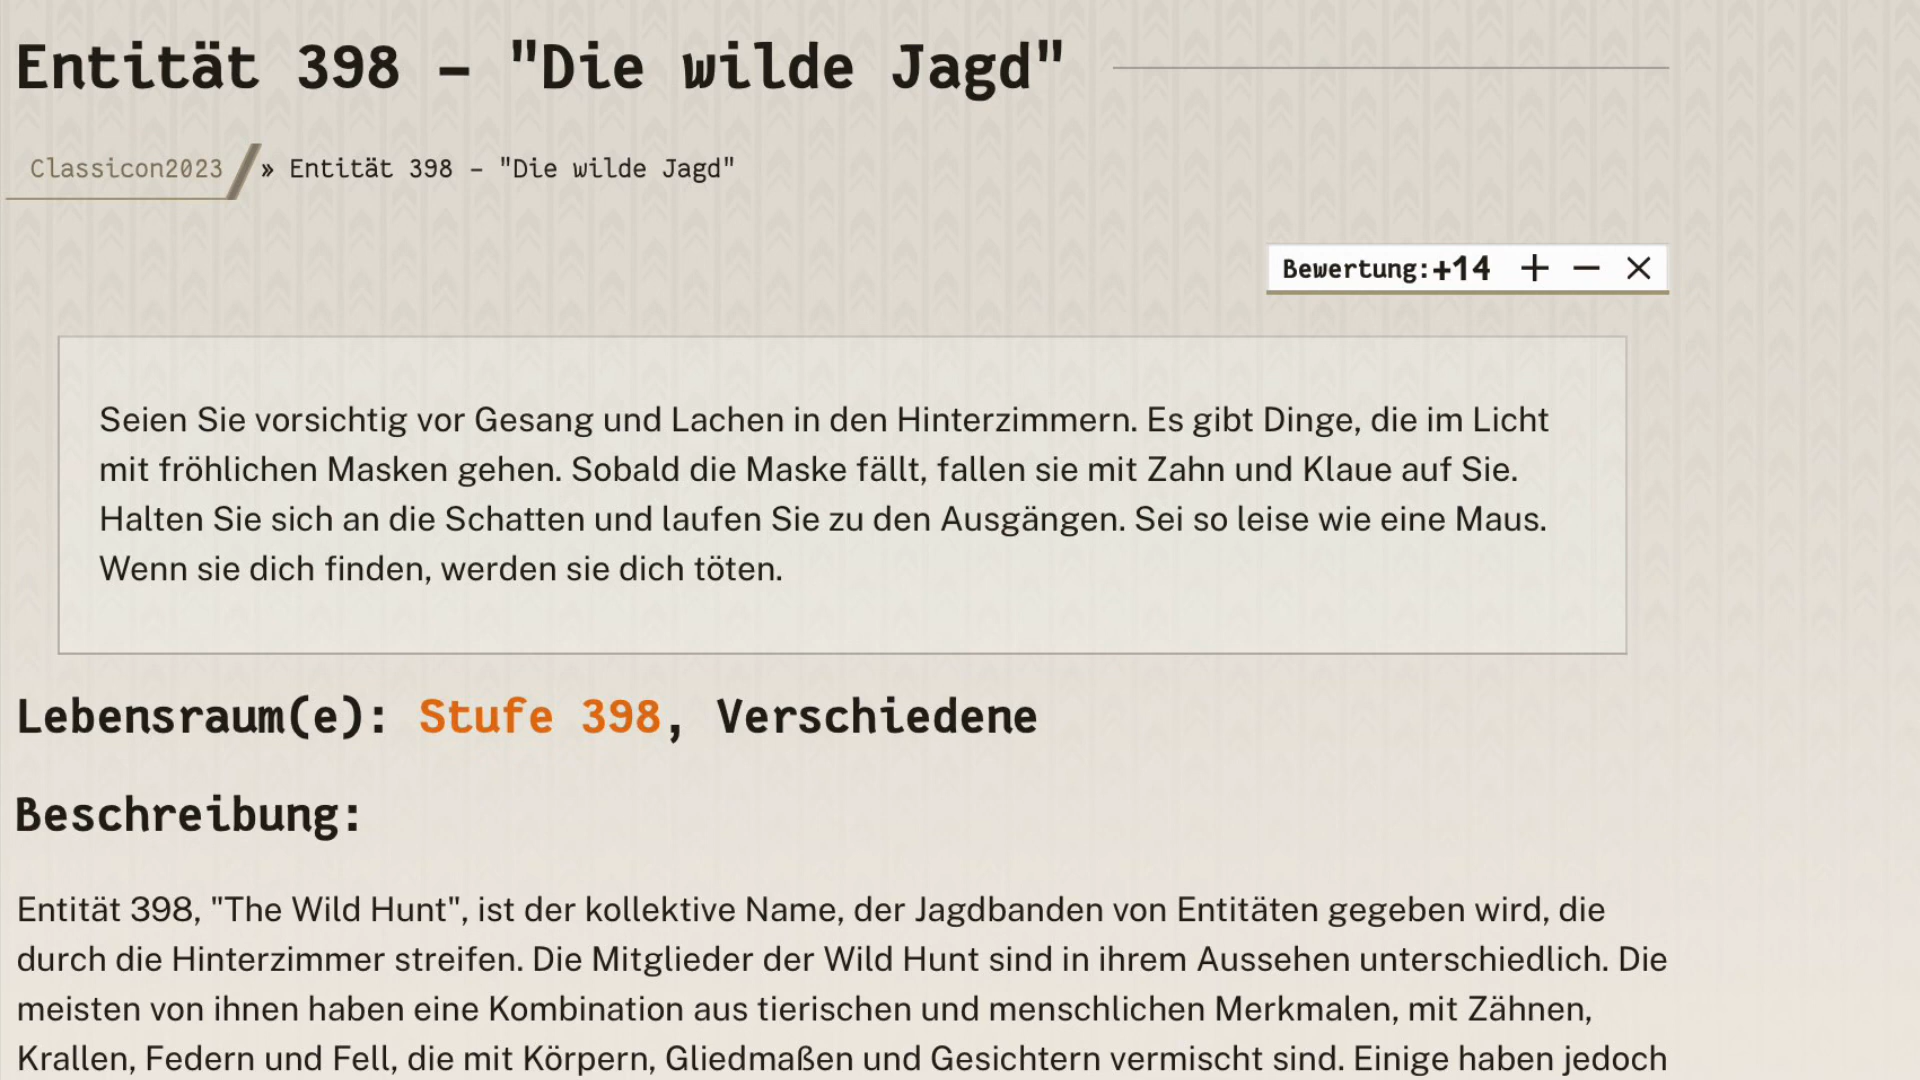 Entität 398 – "Die wilde Jagd"
Classicon2023 » Entität 398 – "Die wilde Jagd"
Bewertung:+14 + − ×
Seien Sie vorsichtig vor Gesang und Lachen in den Hinterzimmern. Es gibt Dinge, die im Licht
mit fröhlichen Masken gehen. Sobald die Maske fällt, fallen sie mit Zahn und Klaue auf Sie.
Halten Sie sich an die Schatten und laufen Sie zu den Ausgängen. Sei so leise wie eine Maus.
Wenn sie dich finden, werden sie dich töten.
Lebensraum(e): Stufe 398, Verschiedene
Beschreibung:
Entität 398, "The Wild Hunt", ist der kollektive Name, der Jagdbanden von Entitäten gegeben wird, die
durch die Hinterzimmer streifen. Die Mitglieder der Wild Hunt sind in ihrem Aussehen unterschiedlich. Die
meisten von ihnen haben eine Kombination aus tierischen und menschlichen Merkmalen, mit Zähnen,
Krallen, Federn und Fell, die mit Körpern, Gliedmaßen und Gesichtern vermischt sind. Einige haben jedoch